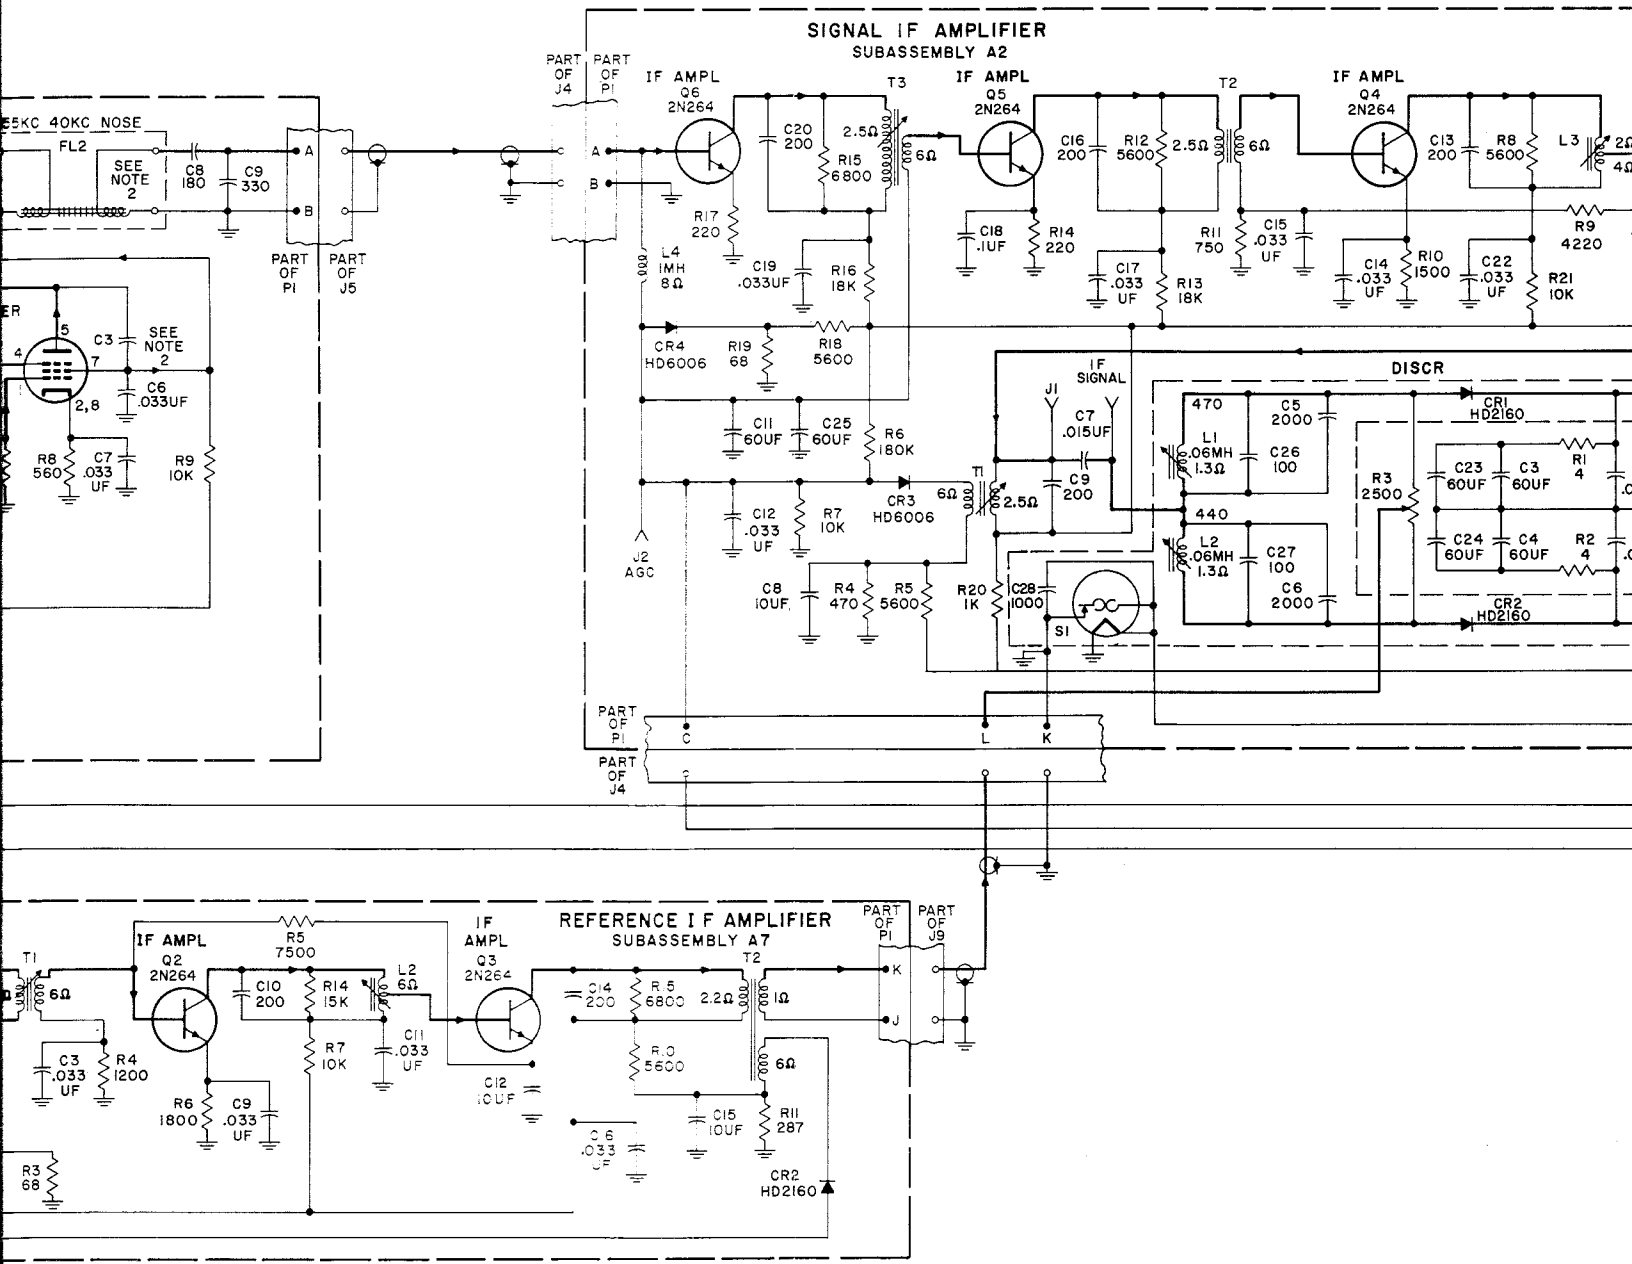 SIGNAL IF AMPLIFIER
SUBASSEMBLY A2
PART OF J4
PART OF P1
IF AMPL
Q6
2N264
T3
IF AMPL
Q5
2N264
T2
IF AMPL
Q4
2N264
55KC 40KC NOSE
FL2
SEE
NOTE
2
C8
180
C9
330
A
B
A
B
C20
200
R15
6800
2.5Ω
6Ω
C16
200
R12
5600
2.5Ω
6Ω
C13
200
R8
5600
L3
2Ω
4Ω
R17
220
L4
1MH
8Ω
C19
.033UF
R16
18K
C18
.1UF
R14
220
C17
.033
UF
R13
18K
R11
750
C15
.033
UF
R9
4220
C14
.033
UF
R10
1500
C22
.033
UF
R21
10K
PART
OF
P1
PART
OF
J5
ER
5
4
7
1
2,8
C3
SEE
NOTE
2
C6
.033UF
R8
560
C7
.033
UF
R9
10K
CR4
HD6006
R19
68
R18
5600
C11
60UF
C25
60UF
R6
180K
J1
IF
SIGNAL
C7
.015UF
DISCR
470
L1
.06MH
1.3Ω
C5
2000
C26
100
CR1
HD2160
R3
2500
C23
60UF
C3
60UF
R1
4
440
L2
.06MH
1.3Ω
C27
100
C6
2000
C24
60UF
C4
60UF
R2
4
CR2
HD2160
J2
AGC
C12
.033
UF
R7
10K
CR3
HD6006
T1
6Ω
2.5Ω
C9
200
C8
10UF
R4
470
R5
5600
R20
1K
C28
1000
S1
PART
OF
P1
C
L
K
PART
OF
J4
REFERENCE IF AMPLIFIER
SUBASSEMBLY A7
PART
OF
P1
PART
OF
J9
T1
6Ω
IF AMPL
Q2
2N264
R5
7500
C10
200
R14
15K
L2
6Ω
IF
AMPL
Q3
2N264
C14
200
6800
T2
2.2Ω
1Ω
6Ω
K
J
C3
.033
UF
R4
1200
R6
1800
C9
.033
UF
R7
10K
C11
.033
UF
C12
10UF
5600
C15
10UF
R11
287
.033
UF
R3
68
CR2
HD2160